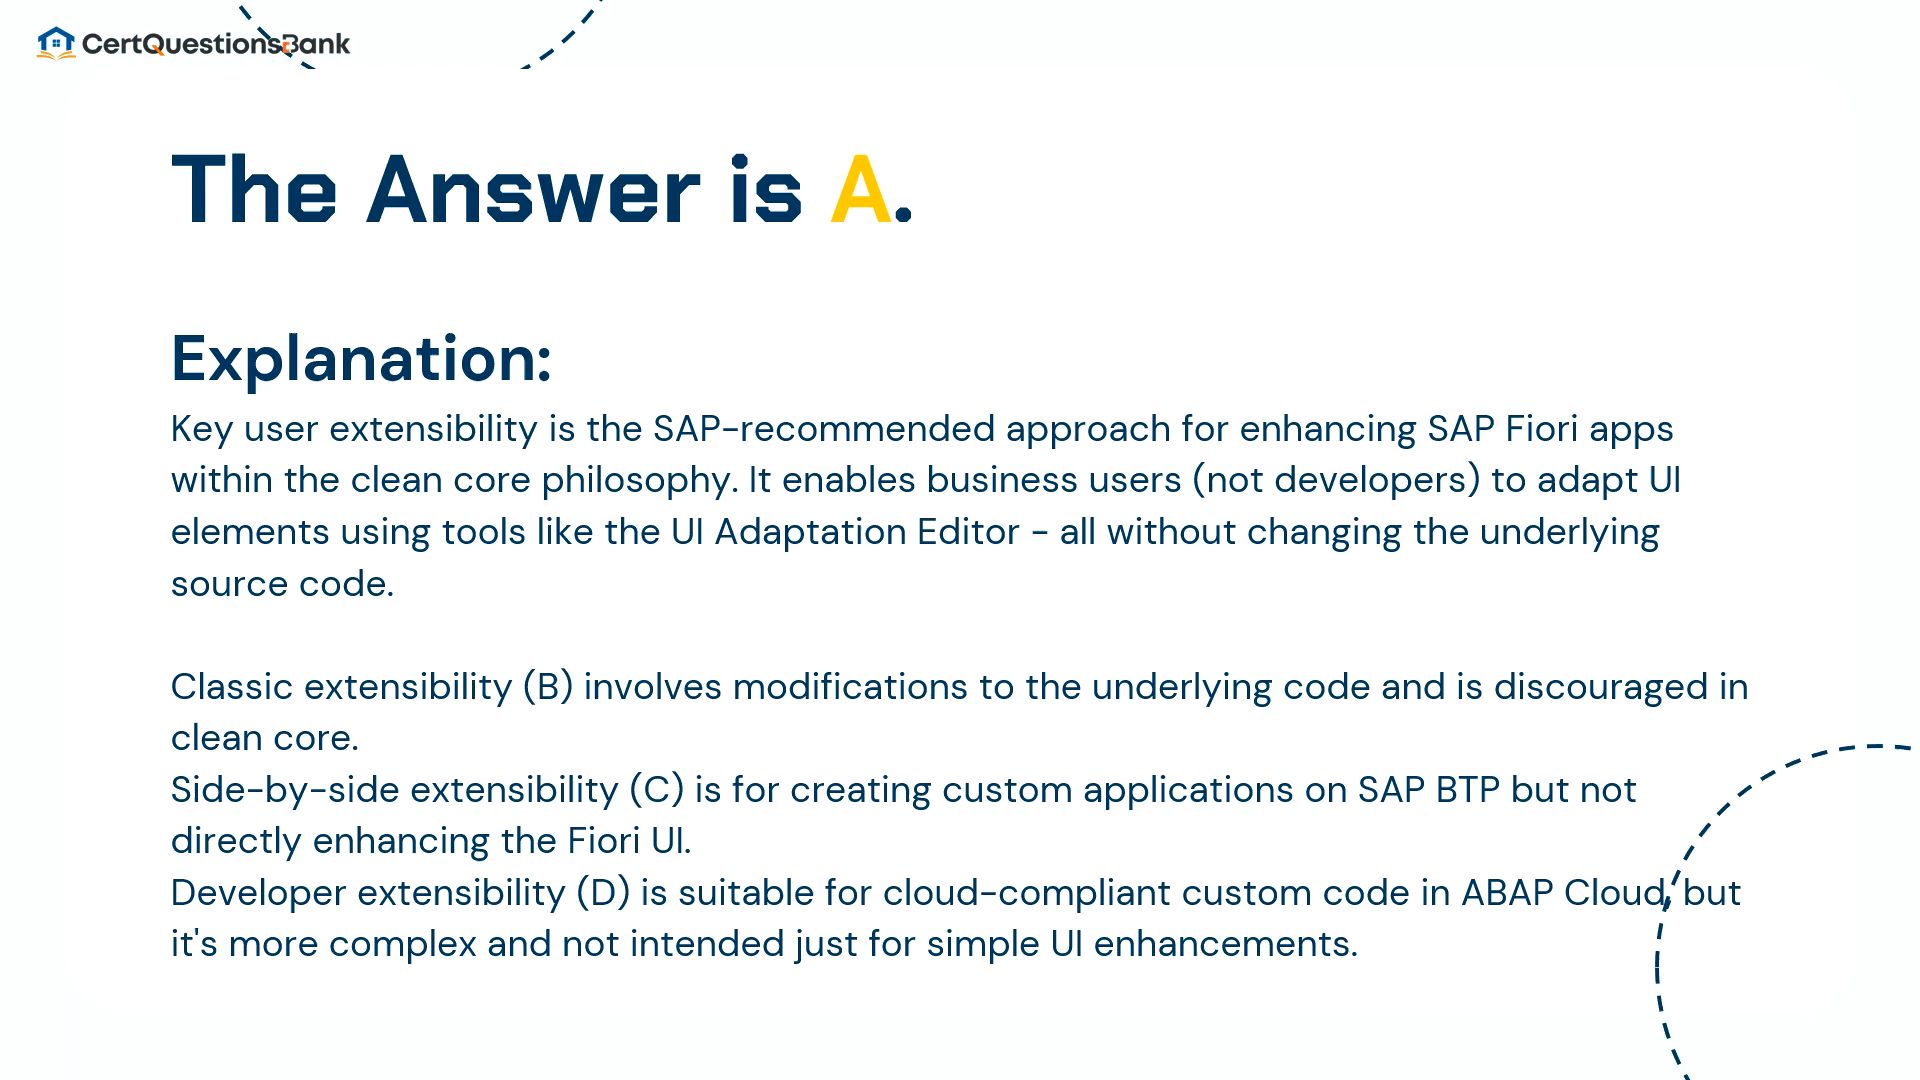 CertQuestionsBank
The Answer is A.
Explanation:
Key user extensibility is the SAP-recommended approach for enhancing SAP Fiori apps
within the clean core philosophy. It enables business users (not developers) to adapt UI
elements using tools like the UI Adaptation Editor - all without changing the underlying
source code.
Classic extensibility (B) involves modifications to the underlying code and is discouraged in
clean core.
Side-by-side extensibility (C) is for creating custom applications on SAP BTP but not
directly enhancing the Fiori UI.
Developer extensibility (D) is suitable for cloud-compliant custom code in ABAP Cloud, but
it's more complex and not intended just for simple UI enhancements.